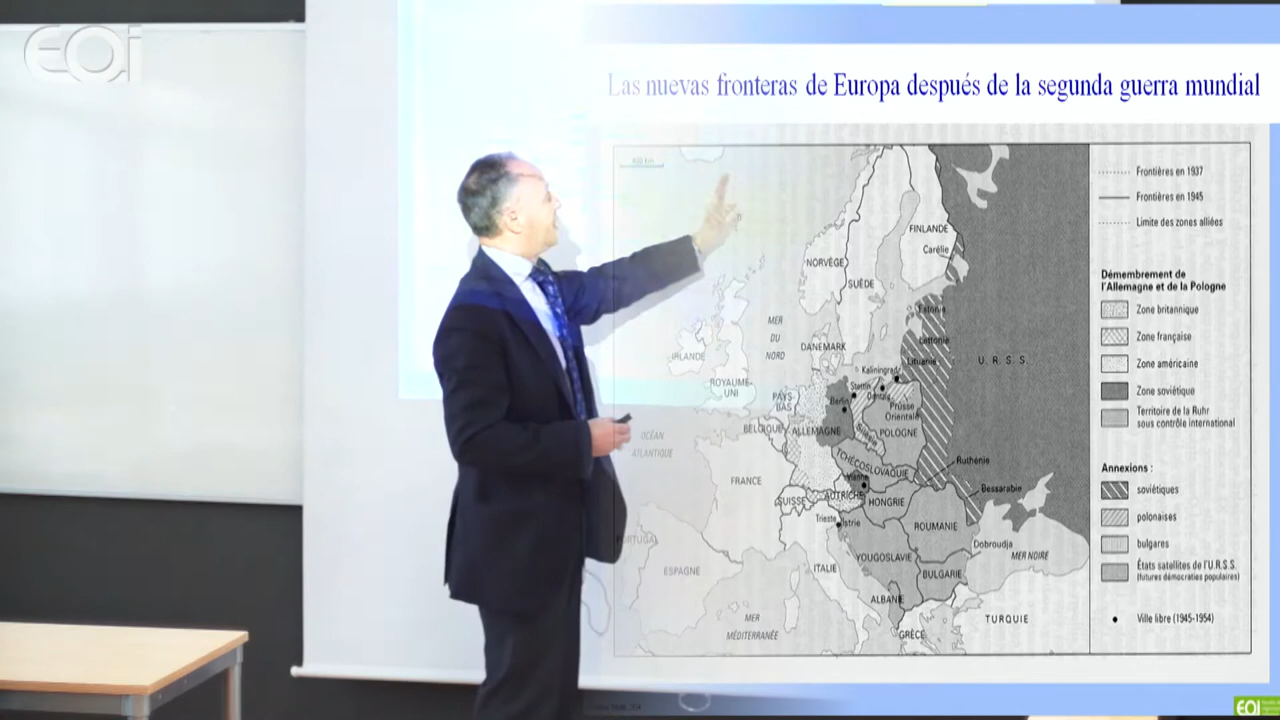 EOI
Las nuevas fronteras de Europa después de la segunda guerra mundial
400 km
Frontières en 1937
Frontières en 1945
Limite des zones alliées
Démembrement de
l'Allemagne et de la Pologne
Zone britannique
Zone française
Zone américaine
Zone soviétique
Territoire de la Ruhr
sous contrôle international
Annexions :
soviétiques
polonaises
bulgares
États satellites de l'U.R.S.S.
(futures démocraties populaires)
Ville libre (1945-1954)
FINLANDE
Carélie
NORVÈGE
SUÈDE
Estonie
Lettonie
Lituanie
U. R. S. S.
MER
DU
NORD
DANEMARK
IRLANDE
ROYAUME-
UNI
Kaliningrad
Stettin
Dantzig
Prusse
Orientale
PAYS-
BAS
Berlin
BELGIQUE
ALLEMAGNE
Silésie
POLOGNE
OCÉAN
ATLANTIQUE
TCHÉCOSLOVAQUIE
Ruthénie
FRANCE
Vienne
Bessarabie
SUISSE
AUTRICHE
HONGRIE
Trieste
Istrie
ROUMANIE
PORTUGAL
Dobroudja
MER NOIRE
ESPAGNE
ITALIE
YOUGOSLAVIE
BULGARIE
ALBANIE
MER
MÉDITERRANÉE
TURQUIE
GRÈCE
EOI